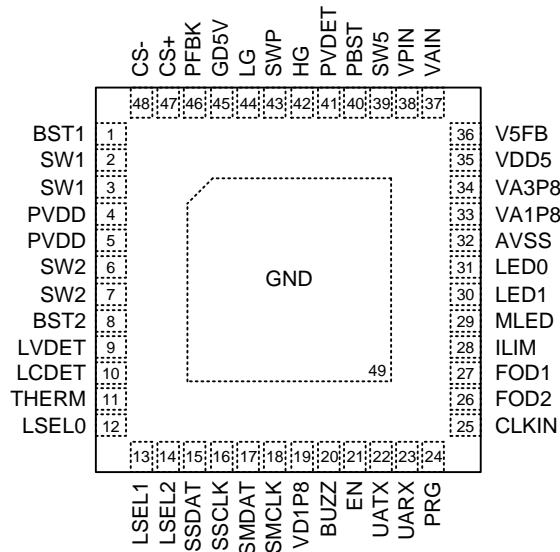 CS-
CS+
PFBK
GD5V
LG
SWP
HG
PVDET
PBST
SW5
VPIN
VAIN
48 47 46 45 44 43 42 41 40 39 38 37
BST1 1
SW1 2
SW1 3
PVDD 4
PVDD 5
SW2 6
SW2 7
BST2 8
LVDET 9
LCDET 10
THERM 11
LSEL0 12
GND
49
36 V5FB
35 VDD5
34 VA3P8
33 VA1P8
32 AVSS
31 LED0
30 LED1
29 MLED
28 ILIM
27 FOD1
26 FOD2
25 CLKIN
13 14 15 16 17 18 19 20 21 22 23 24
LSEL1
LSEL2
SSDAT
SSCLK
SMDAT
SMCLK
VD1P8
BUZZ
EN
UATX
UARX
PRG